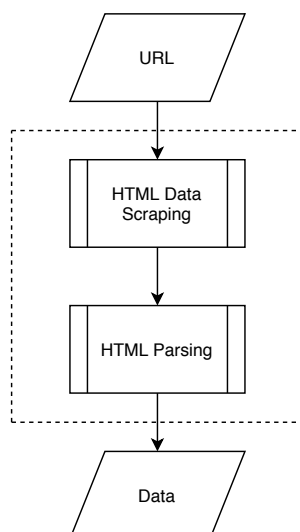 URL
HTML Data
Scraping
HTML Parsing
Data